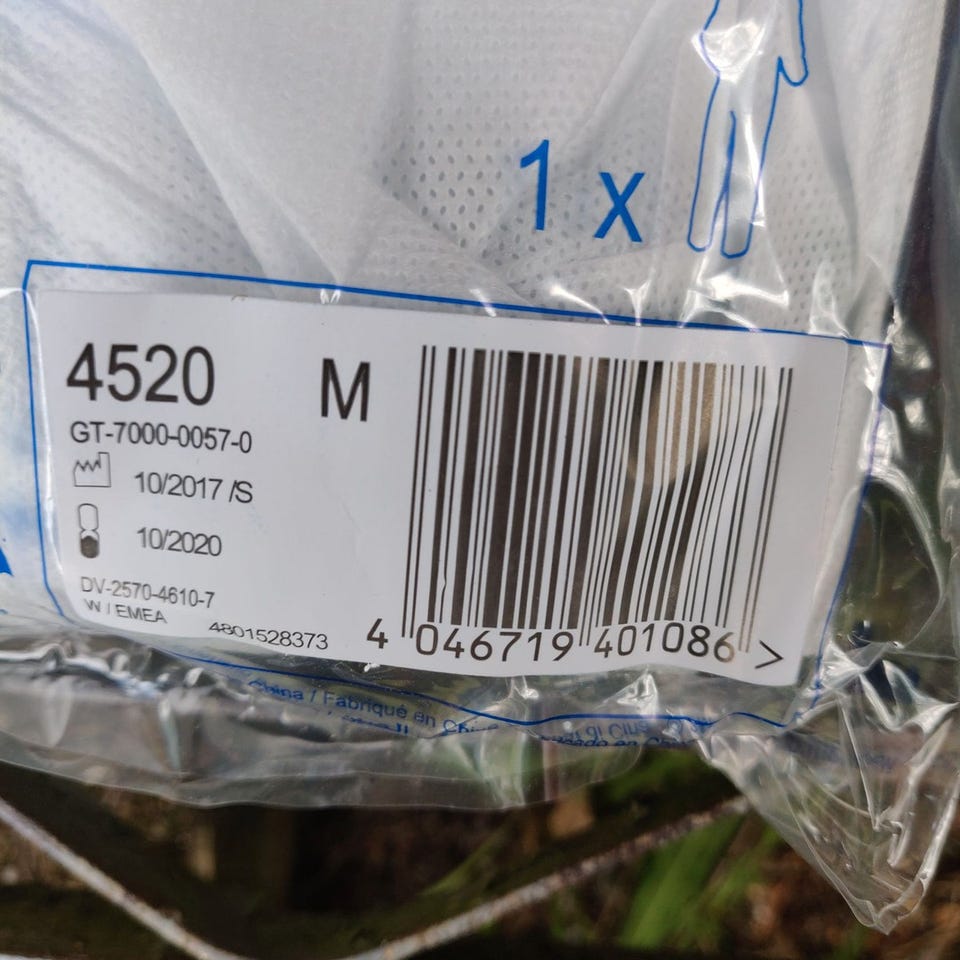 1 x
4520 M
GT-7000-0057-0
10/2017 /S
10/2020
DV-2570-4610-7
W / EMEA
4801528373
4 046719 401086 >
China / Fabriqué en